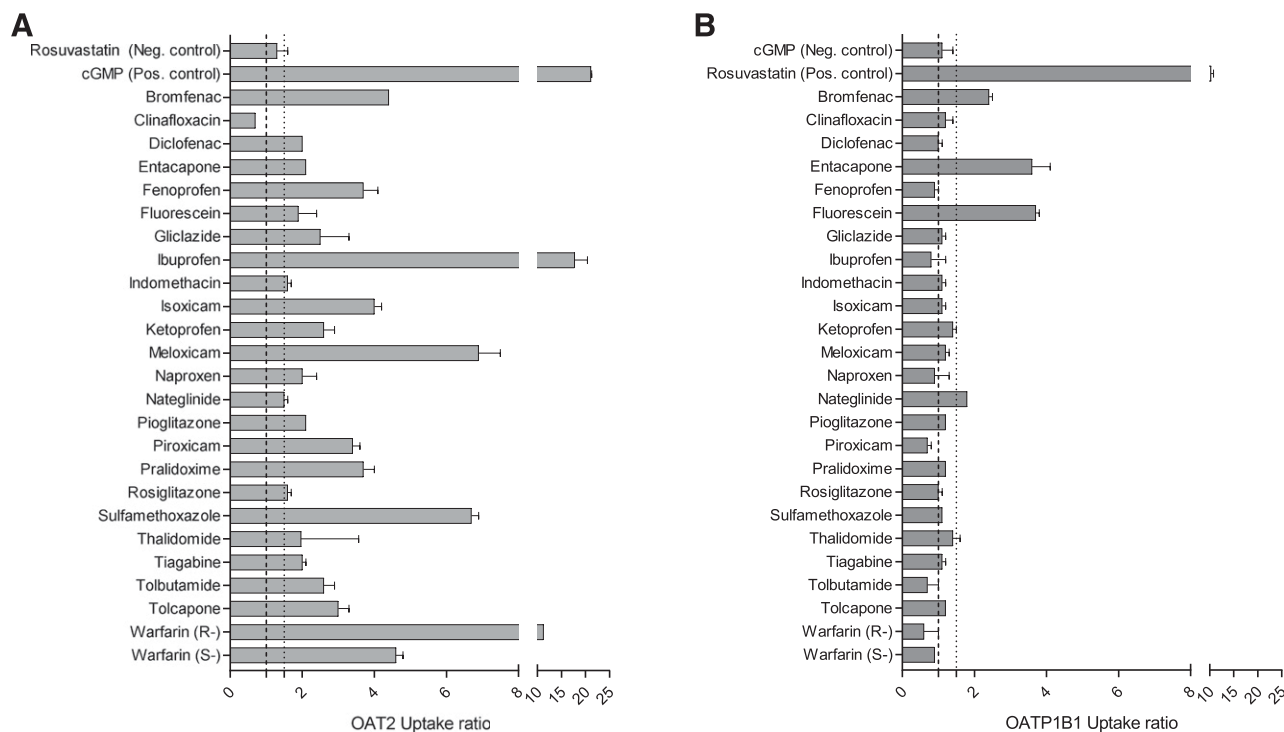 A
Rosuvastatin (Neg. control)
cGMP (Pos. control)
Bromfenac
Clinafloxacin
Diclofenac
Entacapone
Fenoprofen
Fluorescein
Gliclazide
Ibuprofen
Indomethacin
Isoxicam
Ketoprofen
Meloxicam
Naproxen
Nateglinide
Pioglitazone
Piroxicam
Pralidoxime
Rosiglitazone
Sulfamethoxazole
Thalidomide
Tiagabine
Tolbutamide
Tolcapone
Warfarin (R-)
Warfarin (S-)
0 2 4 6 8 10 15 20 25
OAT2 Uptake ratio
B
cGMP (Neg. control)
Rosuvastatin (Pos. control)
Bromfenac
Clinafloxacin
Diclofenac
Entacapone
Fenoprofen
Fluorescein
Gliclazide
Ibuprofen
Indomethacin
Isoxicam
Ketoprofen
Meloxicam
Naproxen
Nateglinide
Pioglitazone
Piroxicam
Pralidoxime
Rosiglitazone
Sulfamethoxazole
Thalidomide
Tiagabine
Tolbutamide
Tolcapone
Warfarin (R-)
Warfarin (S-)
0 2 4 6 8 10 15 20 25
OATP1B1 Uptake ratio